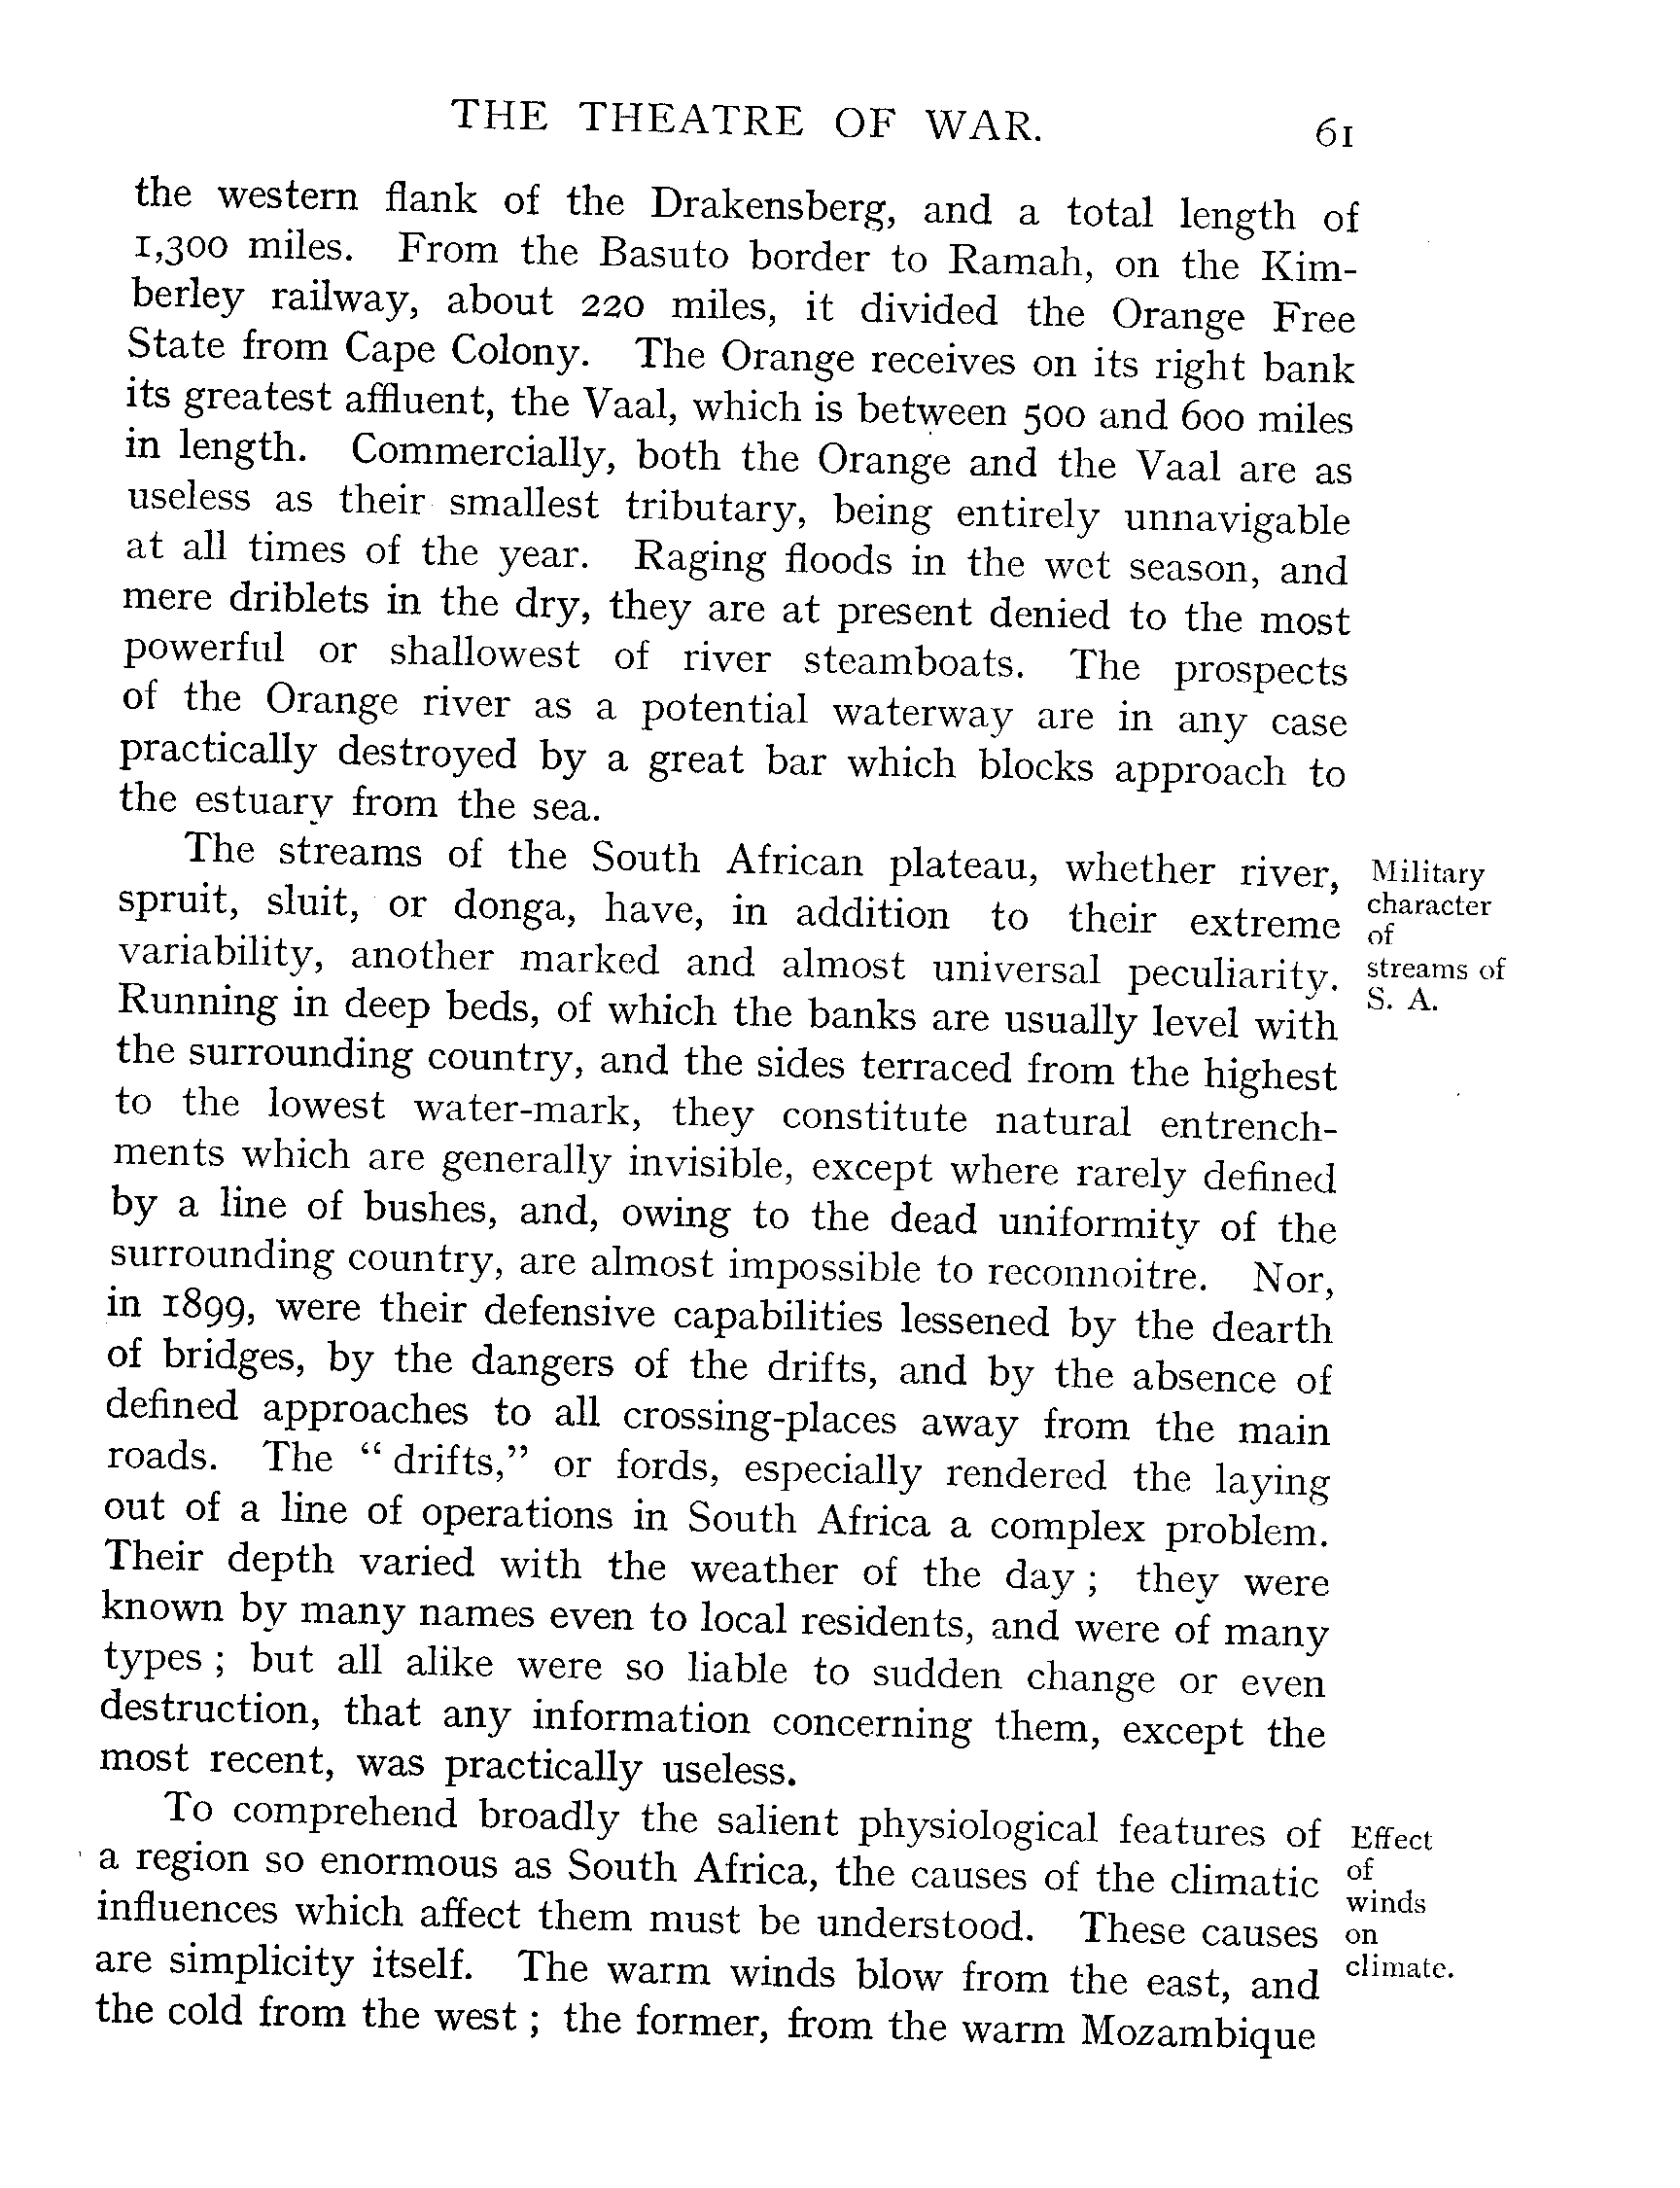 THE THEATRE OF WAR. 61
the western flank of the Drakensberg, and a total length of
1,300 miles. From the Basuto border to Ramah, on the Kim-
berley railway, about 220 miles, it divided the Orange Free
State from Cape Colony. The Orange receives on its right bank
its greatest affluent, the Vaal, which is between 500 and 600 miles
in length. Commercially, both the Orange and the Vaal are as
useless as their smallest tributary, being entirely unnavigable
at all times of the year. Raging floods in the wet season, and
mere driblets in the dry, they are at present denied to the most
powerful or shallowest of river steamboats. The prospects
of the Orange river as a potential waterway are in any case
practically destroyed by a great bar which blocks approach to
the estuary from the sea.
The streams of the South African plateau, whether river,
spruit, sluit, or donga, have, in addition to their extreme
variability, another marked and almost universal peculiarity.
Running in deep beds, of which the banks are usually level with
the surrounding country, and the sides terraced from the highest
to the lowest water-mark, they constitute natural entrench-
ments which are generally invisible, except where rarely defined
by a line of bushes, and, owing to the dead uniformity of the
surrounding country, are almost impossible to reconnoitre. Nor,
in 1899, were their defensive capabilities lessened by the dearth
of bridges, by the dangers of the drifts, and by the absence of
defined approaches to all crossing-places away from the main
roads. The “drifts,” or fords, especially rendered the laying
out of a line of operations in South Africa a complex problem.
Their depth varied with the weather of the day; they were
known by many names even to local residents, and were of many
types; but all alike were so liable to sudden change or even
destruction, that any information concerning them, except the
most recent, was practically useless.
Military
character
of
streams of
S. A.
To comprehend broadly the salient physiological features of
a region so enormous as South Africa, the causes of the climatic
influences which affect them must be understood. These causes
are simplicity itself. The warm winds blow from the east, and
the cold from the west; the former, from the warm Mozambique
Effect
of
winds
on
climate.